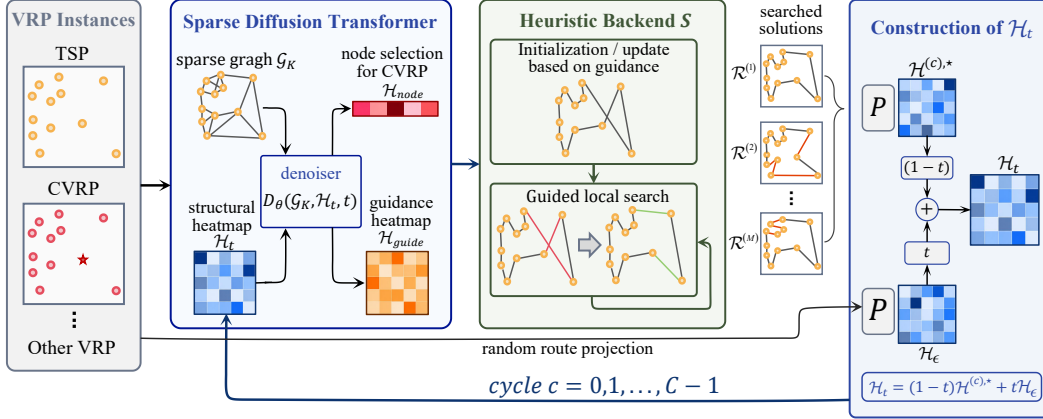 VRP Instances
TSP
CVRP
⋮
Other VRP
Sparse Diffusion Transformer
sparse gragh 𝒢_K
node selection
for CVRP
ℋ_node
denoiser
D_θ(𝒢_K, ℋ_t, t)
structural
heatmap
ℋ_t
guidance
heatmap
ℋ_guide
Heuristic Backend S
Initialization / update
based on guidance
Guided local search
searched
solutions
ℛ^(1)
ℛ^(2)
⋮
ℛ^(M)
Construction of ℋ_t
P
ℋ^(c),⋆
(1 − t)
+
ℋ_t
t
P
ℋ_ϵ
ℋ_t = (1 − t)ℋ^(c),⋆ + tℋ_ϵ
random route projection
cycle c = 0,1, . . . , C − 1